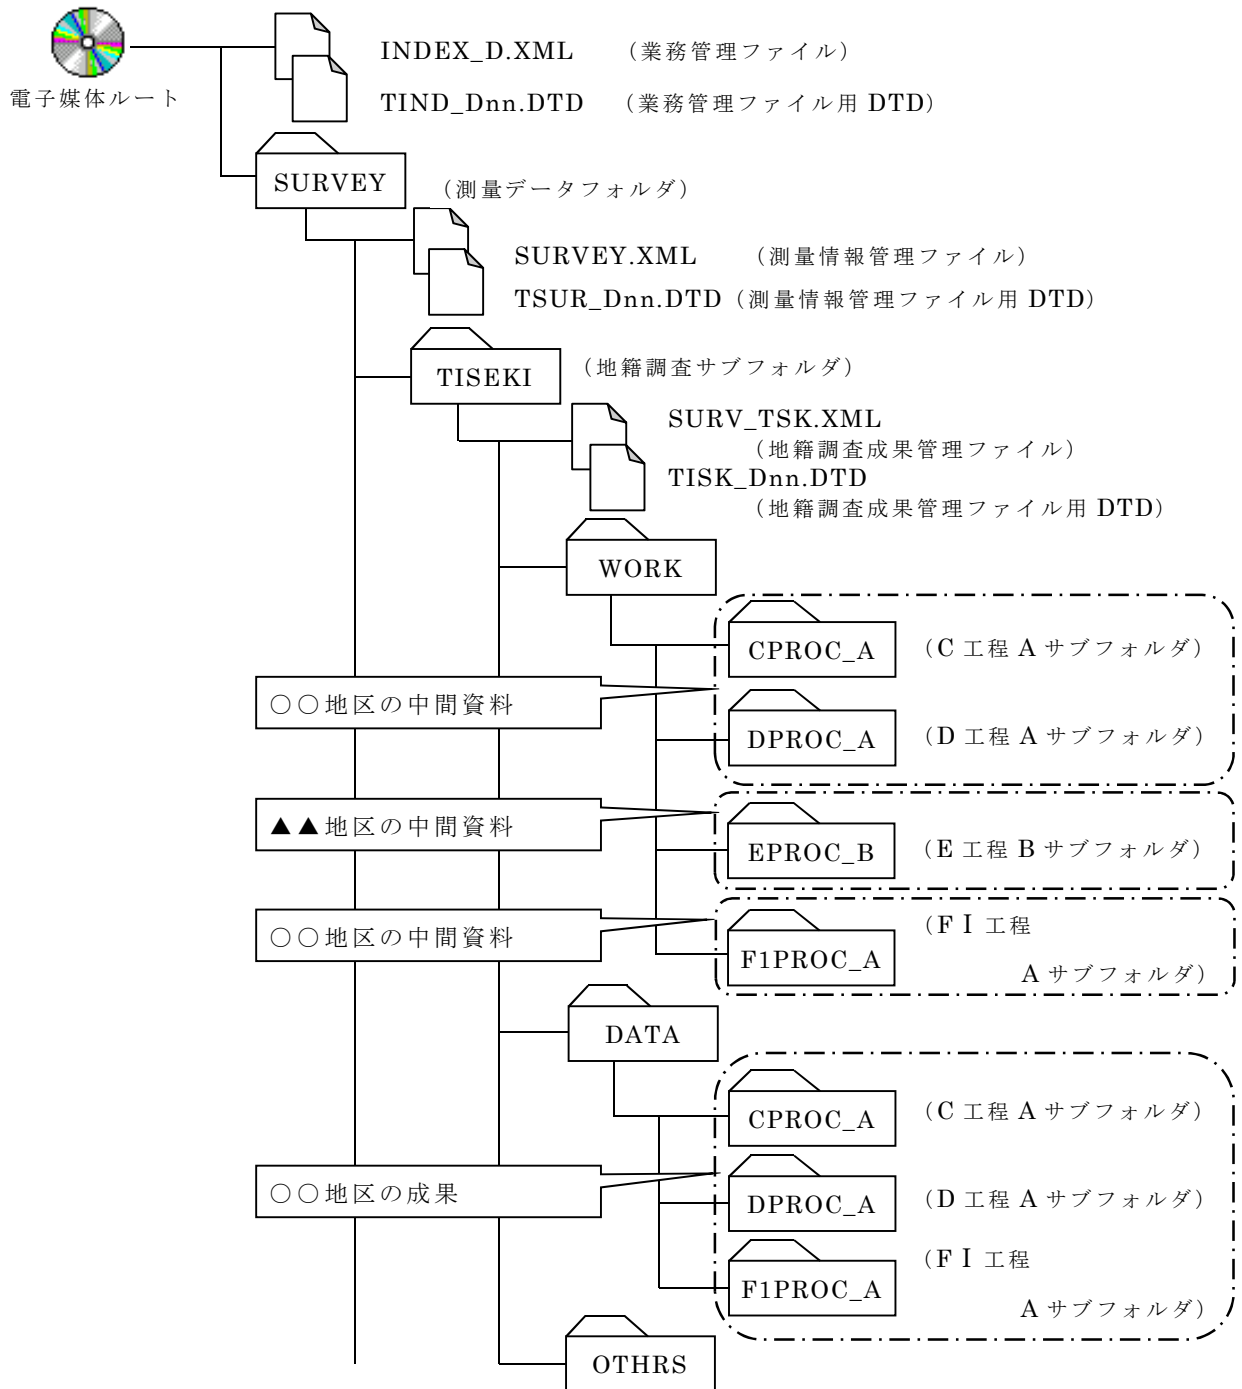 INDEX_D.XML （業務管理ファイル）
電子媒体ルート
TIND_Dnn.DTD （業務管理ファイル用 DTD）
SURVEY
（測量データフォルダ）
SURVEY.XML （測量情報管理ファイル）
TSUR_Dnn.DTD（測量情報管理ファイル用 DTD）
TISEKI
（地籍調査サブフォルダ）
SURV_TSK.XML
（地籍調査成果管理ファイル）
TISK_Dnn.DTD
（地籍調査成果管理ファイル用 DTD）
WORK
CPROC_A （C 工程 A サブフォルダ）
○○地区の中間資料
DPROC_A （D 工程 A サブフォルダ）
▲▲地区の中間資料
EPROC_B （E 工程 B サブフォルダ）
○○地区の中間資料
（FⅠ工程
F1PROC_A A サブフォルダ）
DATA
CPROC_A （C 工程 A サブフォルダ）
○○地区の成果
DPROC_A （D 工程 A サブフォルダ）
（FⅠ工程
F1PROC_A A サブフォルダ）
OTHRS